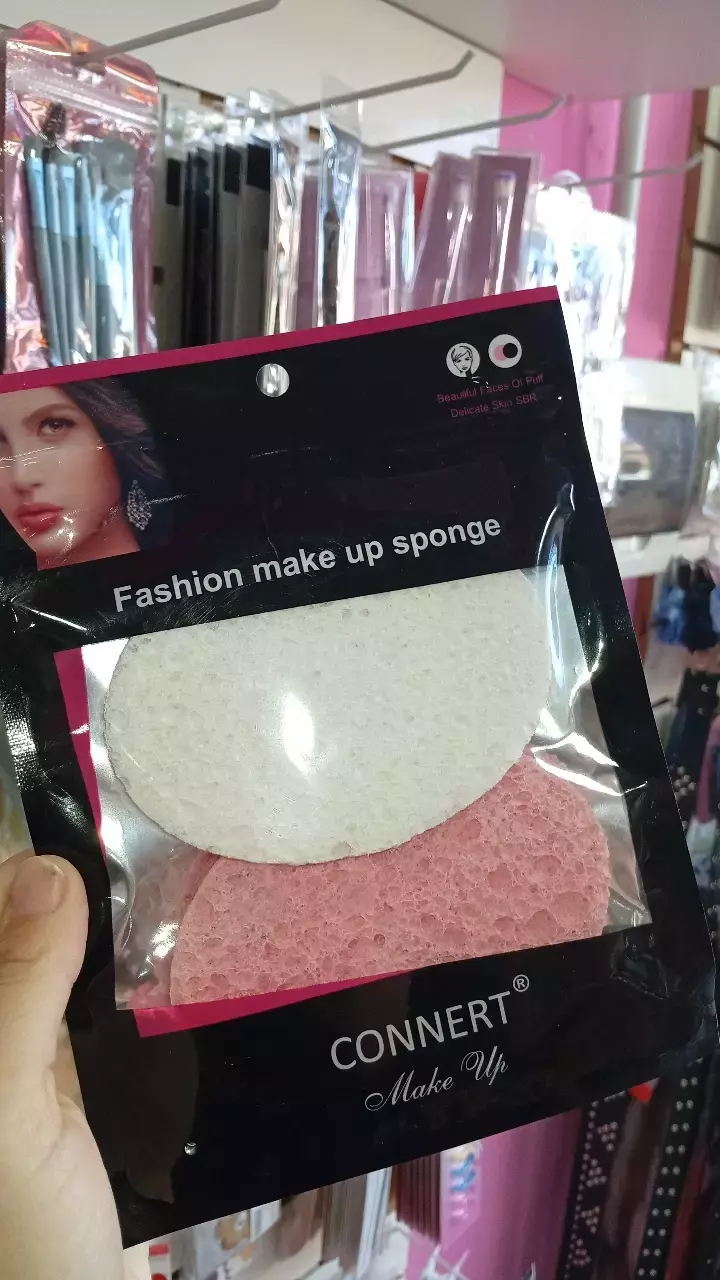 Beautiful Faces Of Puff
Delicate Skin SBR
Fashion make up sponge
CONNERT®
Make Up